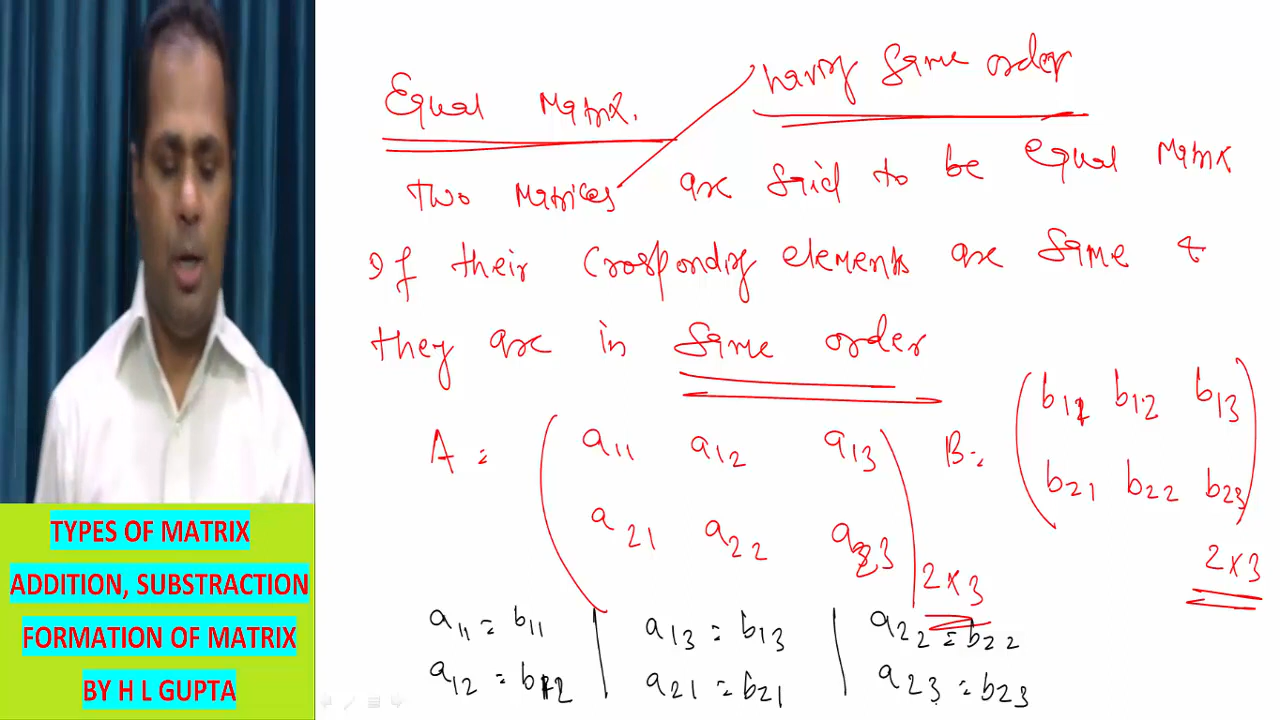 Equal Matrix.
having same order
Two Matrices are said to be equal Matrix
If their Crosponding elements are same &
they are in same order
A = ( a11 a12 a13
a21 a22 a23 ) 2×3
B = ( b11 b12 b13
b21 b22 b23 )
2×3
a11 = b11
a12 = b12
a13 = b13
a21 = b21
a22 = b22
a23 = b23
TYPES OF MATRIX
ADDITION, SUBSTRACTION
FORMATION OF MATRIX
BY H L GUPTA